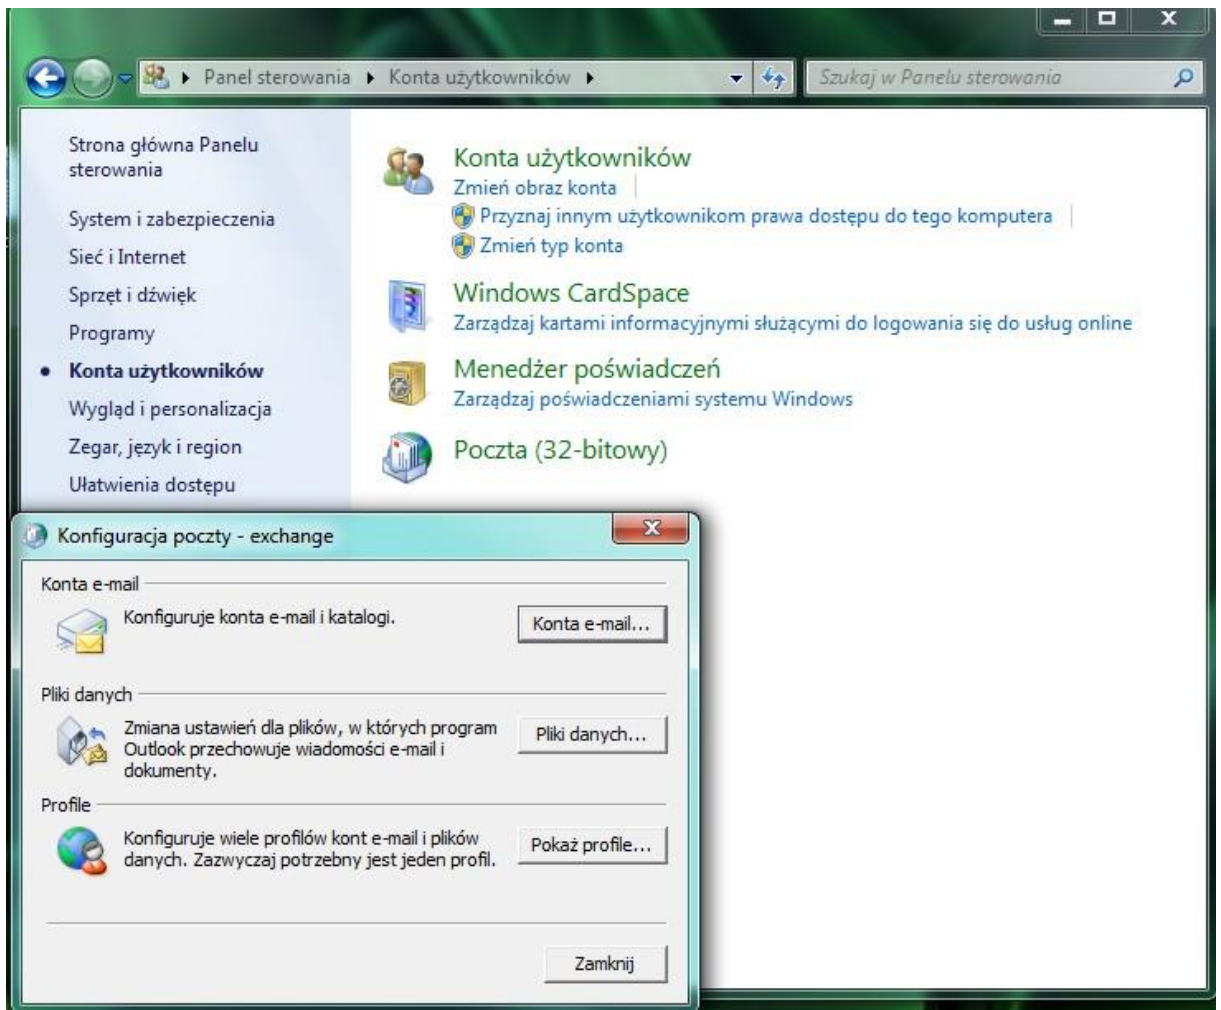 Panel sterowania
Konta użytkowników
Szukaj w Panelu sterowania
Strona główna Panelu
sterowania
System i zabezpieczenia
Sieć i Internet
Sprzęt i dźwięk
Programy
Konta użytkowników
Wygląd i personalizacja
Zegar, język i region
Ułatwienia dostępu
Konta użytkowników
Zmień obraz konta
Przyznaj innym użytkownikom prawa dostępu do tego komputera
Zmień typ konta
Windows CardSpace
Zarządzaj kartami informacyjnymi służącymi do logowania się do usług online
Menedżer poświadczeń
Zarządzaj poświadczeniami systemu Windows
Poczta (32-bitowy)
Konfiguracja poczty - exchange
Konta e-mail
Konfiguruje konta e-mail i katalogi.
Konta e-mail...
Pliki danych
Zmiana ustawień dla plików, w których program
Outlook przechowuje wiadomości e-mail i
dokumenty.
Pliki danych...
Profile
Konfiguruje wiele profilów kont e-mail i plików
danych. Zazwyczaj potrzebny jest jeden profil.
Pokaż profile...
Zamknij